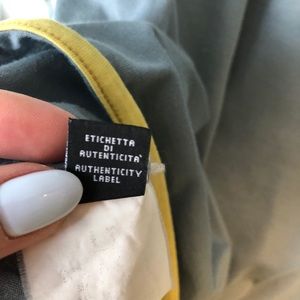 ETICHETTA
DI
AUTENTICITA'
AUTHENTICITY
LABEL